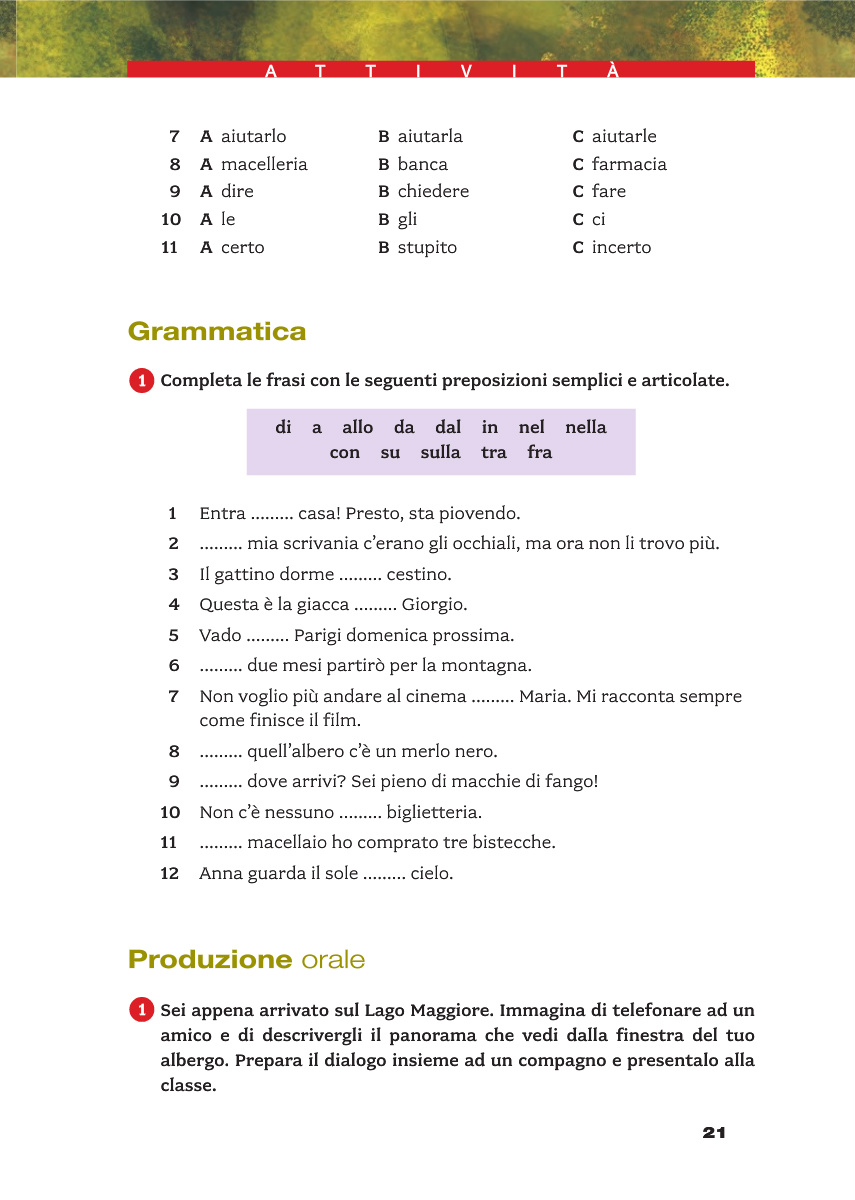 ATTIVITÀ
7 A aiutarlo B aiutarla C aiutarle
8 A macelleria B banca C farmacia
9 A dire B chiedere C fare
10 A le B gli C ci
11 A certo B stupito C incerto
Grammatica
1 Completa le frasi con le seguenti preposizioni semplici e articolate.
di a allo da dal in nel nella
con su sulla tra fra
1 Entra ......... casa! Presto, sta piovendo.
2 ......... mia scrivania c’erano gli occhiali, ma ora non li trovo più.
3 Il gattino dorme ......... cestino.
4 Questa è la giacca ......... Giorgio.
5 Vado ......... Parigi domenica prossima.
6 ......... due mesi partirò per la montagna.
7 Non voglio più andare al cinema ......... Maria. Mi racconta sempre
come finisce il film.
8 ......... quell’albero c’è un merlo nero.
9 ......... dove arrivi? Sei pieno di macchie di fango!
10 Non c’è nessuno ......... biglietteria.
11 ......... macellaio ho comprato tre bistecche.
12 Anna guarda il sole ......... cielo.
Produzione orale
1 Sei appena arrivato sul Lago Maggiore. Immagina di telefonare ad un
amico e di descrivergli il panorama che vedi dalla finestra del tuo
albergo. Prepara il dialogo insieme ad un compagno e presentalo alla
classe.
21